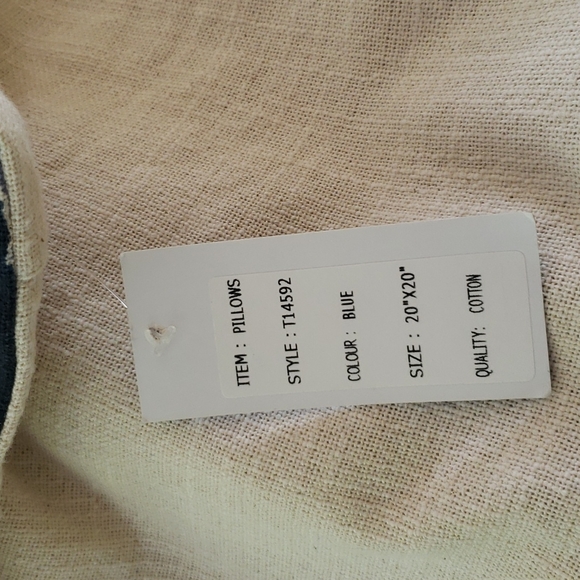 ITEM : PILLOWS
STYLE : T14592
COLOUR : BLUE
SIZE : 20"X20"
QUALITY: COTTON